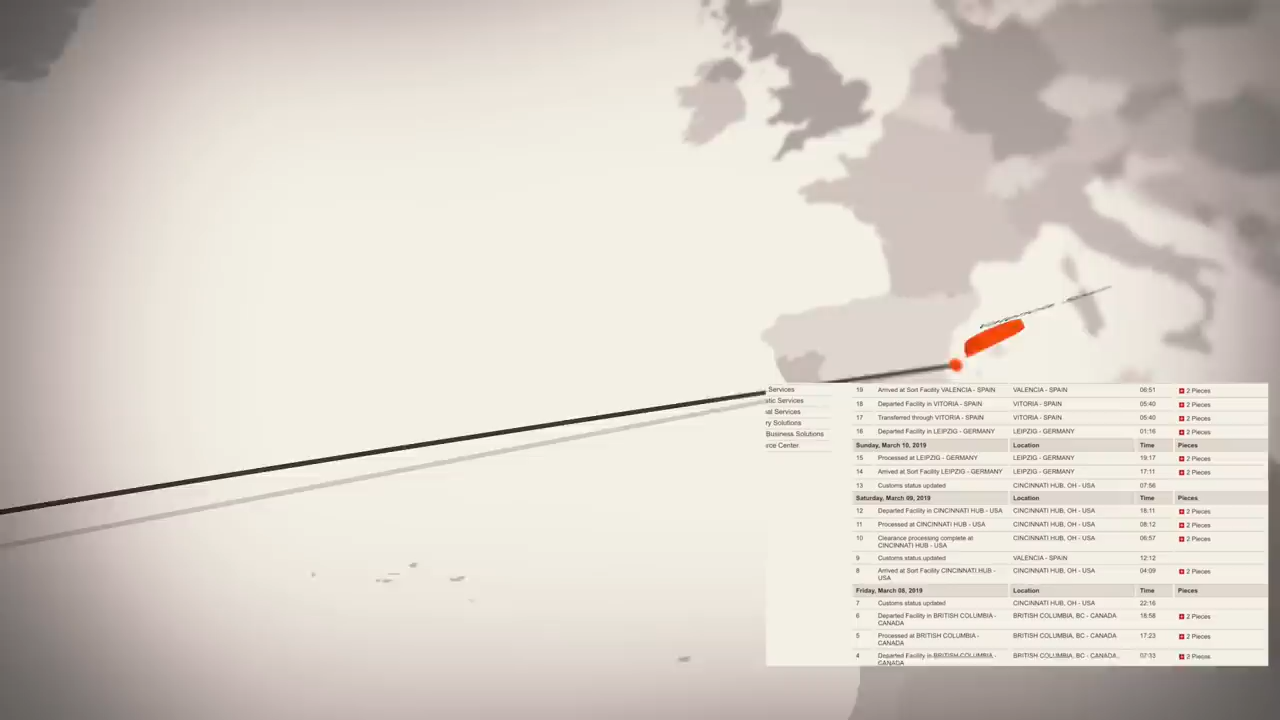 Services
stic Services
nal Services
ry Solutions
Business Solutions
rce Center
19 Arrived at Sort Facility VALENCIA - SPAIN VALENCIA - SPAIN 06:51 2 Pieces
18 Departed Facility in VITORIA - SPAIN VITORIA - SPAIN 05:40 2 Pieces
17 Transferred through VITORIA - SPAIN VITORIA - SPAIN 05:40 2 Pieces
16 Departed Facility in LEIPZIG - GERMANY LEIPZIG - GERMANY 01:16 2 Pieces
Sunday, March 10, 2019 Location Time Pieces
15 Processed at LEIPZIG - GERMANY LEIPZIG - GERMANY 19:17 2 Pieces
14 Arrived at Sort Facility LEIPZIG - GERMANY LEIPZIG - GERMANY 17:11 2 Pieces
13 Customs status updated CINCINNATI HUB, OH - USA 07:56
Saturday, March 09, 2019 Location Time Pieces
12 Departed Facility in CINCINNATI HUB - USA CINCINNATI HUB, OH - USA 18:11 2 Pieces
11 Processed at CINCINNATI HUB - USA CINCINNATI HUB, OH - USA 08:12 2 Pieces
10 Clearance processing complete at CINCINNATI HUB, OH - USA 06:57 2 Pieces
CINCINNATI HUB - USA
9 Customs status updated VALENCIA - SPAIN 12:12
8 Arrived at Sort Facility CINCINNATI HUB - CINCINNATI HUB, OH - USA 04:09 2 Pieces
USA
Friday, March 08, 2019 Location Time Pieces
7 Customs status updated CINCINNATI HUB, OH - USA 22:16
6 Departed Facility in BRITISH COLUMBIA - BRITISH COLUMBIA, BC - CANADA 18:58 2 Pieces
CANADA
5 Processed at BRITISH COLUMBIA - BRITISH COLUMBIA, BC - CANADA 17:23 2 Pieces
CANADA
4 Departed Facility in BRITISH COLUMBIA - BRITISH COLUMBIA, BC - CANADA 07:33 2 Pieces
CANADA